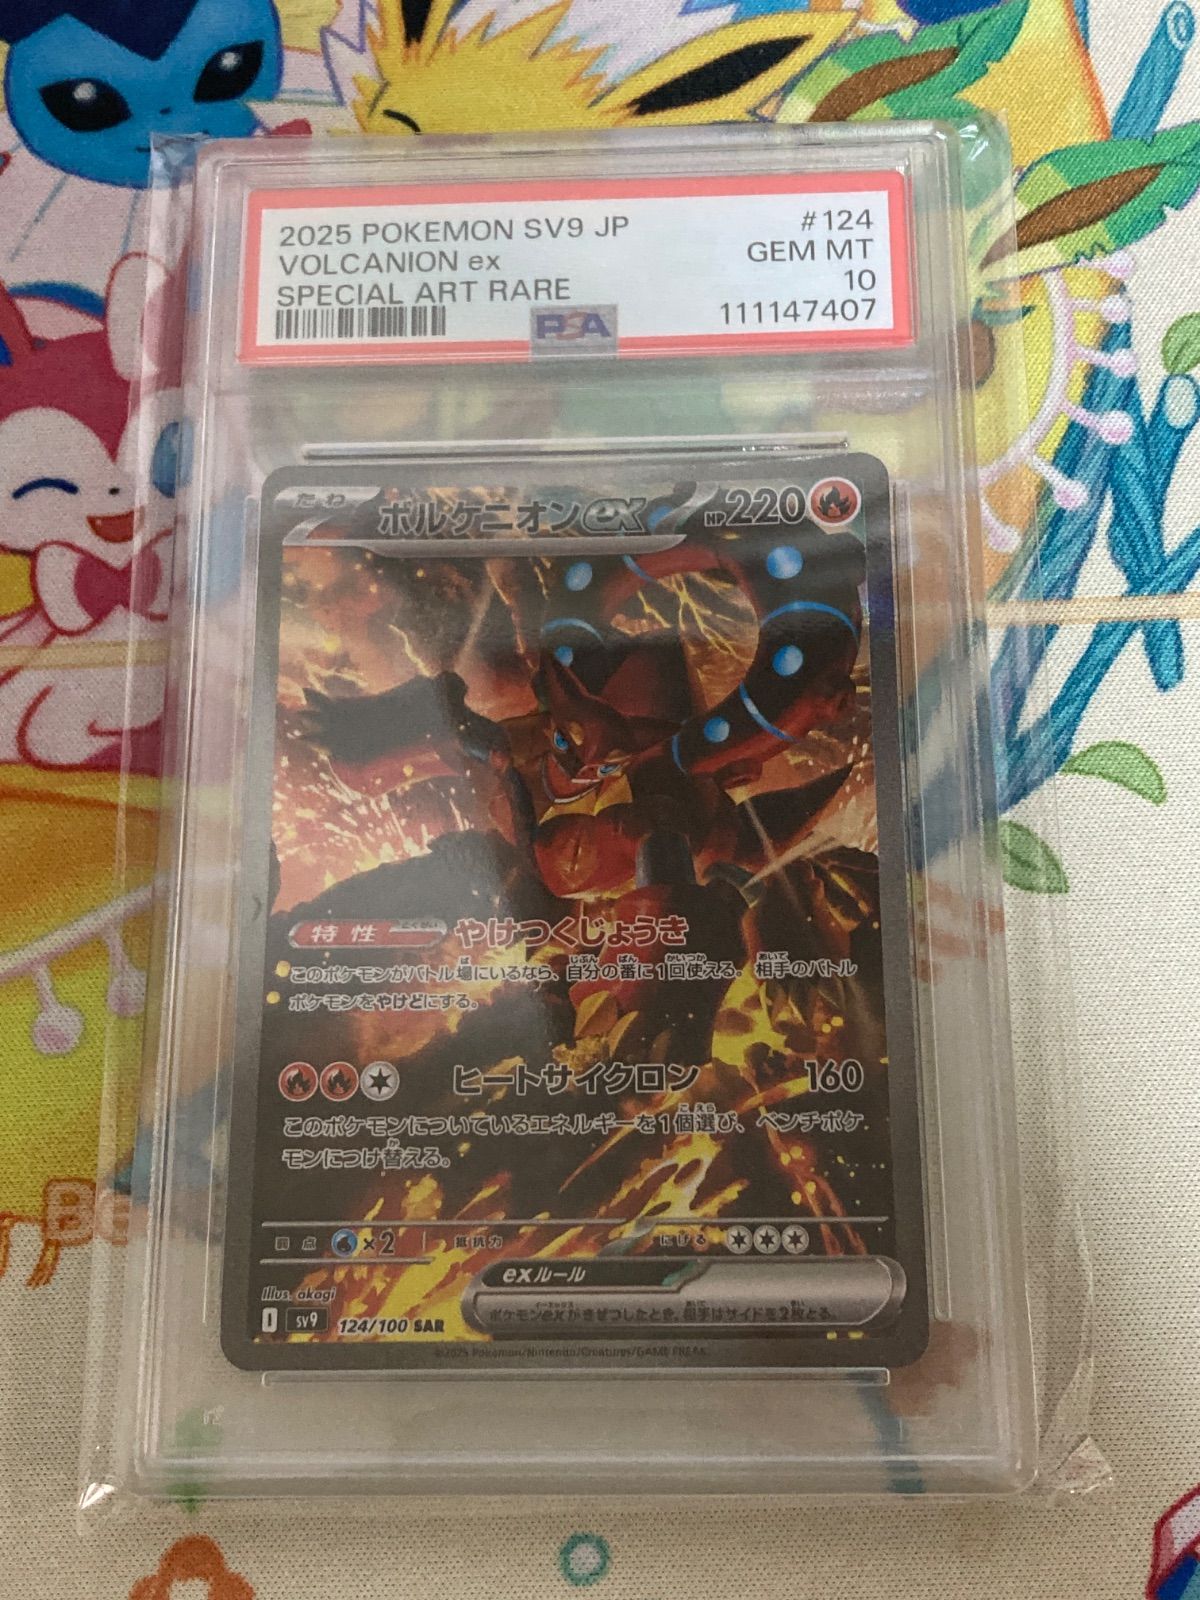 2025 POKEMON SV9 JP #124
VOLCANION ex GEM MT
SPECIAL ART RARE 10
PSA 111147407
たね ボルケニオンex HP220
特性 とくせい やけつくじょうき
このポケモンがバトル場にいるなら、自分の番に1回使える。相手のバトル
ポケモンをやけどにする。
ヒートサイクロン 160
このポケモンについているエネルギーを1個選び、ベンチポケ
モンにつけ替える。
弱点 ×2 抵抗力 にげる
exルール
ポケモンexがきぜつしたとき、相手はサイドを2枚とる。
Illus. akagi
I SV9 124/100 SAR
©2025 Pokémon/Nintendo/Creatures/GAME FREAK
Be